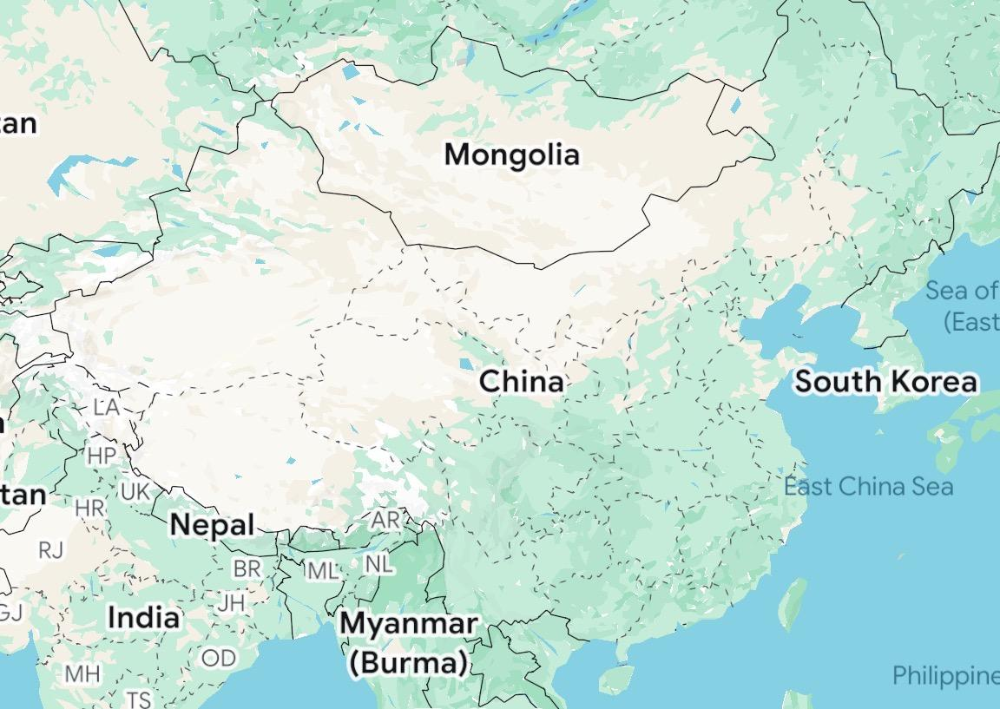 tan
Mongolia
Sea of
(East
China
South Korea
LA
n
HP
East China Sea
UK
tan
HR
Nepal
AR
RJ
BR
ML
NL
JH
GJ
India
Myanmar
(Burma)
OD
MH
Philippine
TS